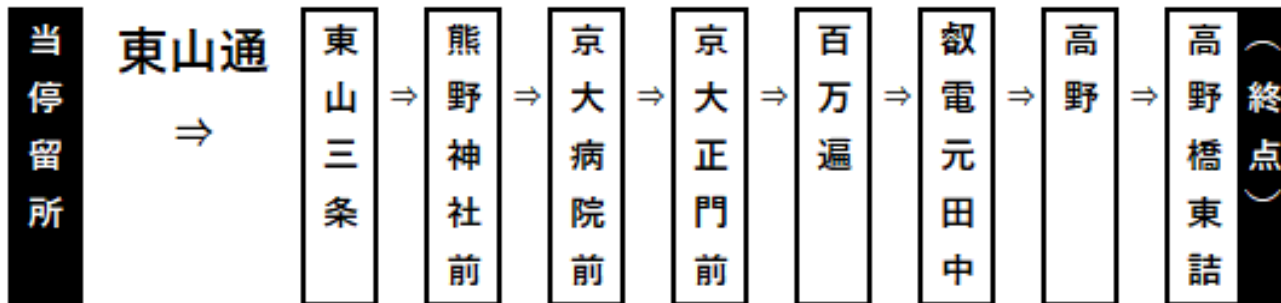 当停留所
東山通
⇒
東山三条
⇒
熊野神社前
⇒
京大病院前
⇒
京大正門前
⇒
百万遍
⇒
叡電元田中
⇒
高野
⇒
高野橋東詰
（終点）